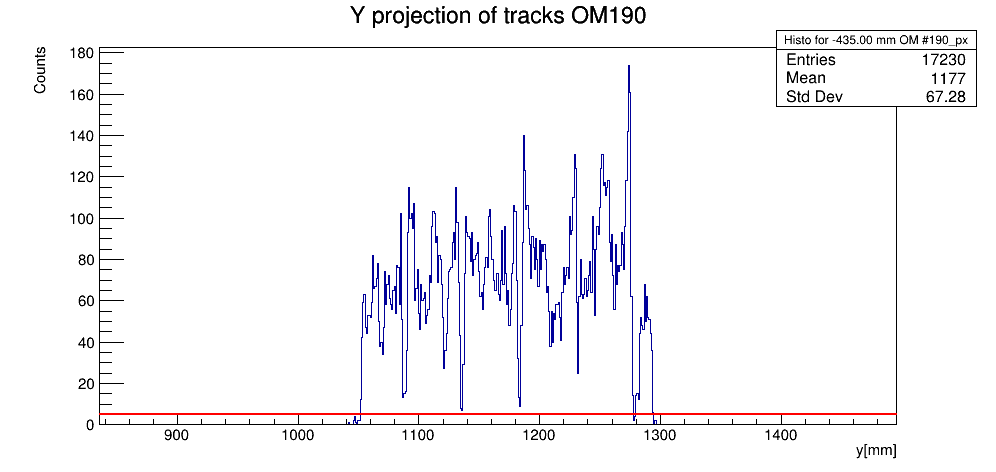 Y projection of tracks OM190
Histo for -435.00 mm OM #190_px
Entries 17230
Mean 1177
Std Dev 67.28
Counts
180
160
140
120
100
80
60
40
20
0
900 1000 1100 1200 1300 1400
y[mm]